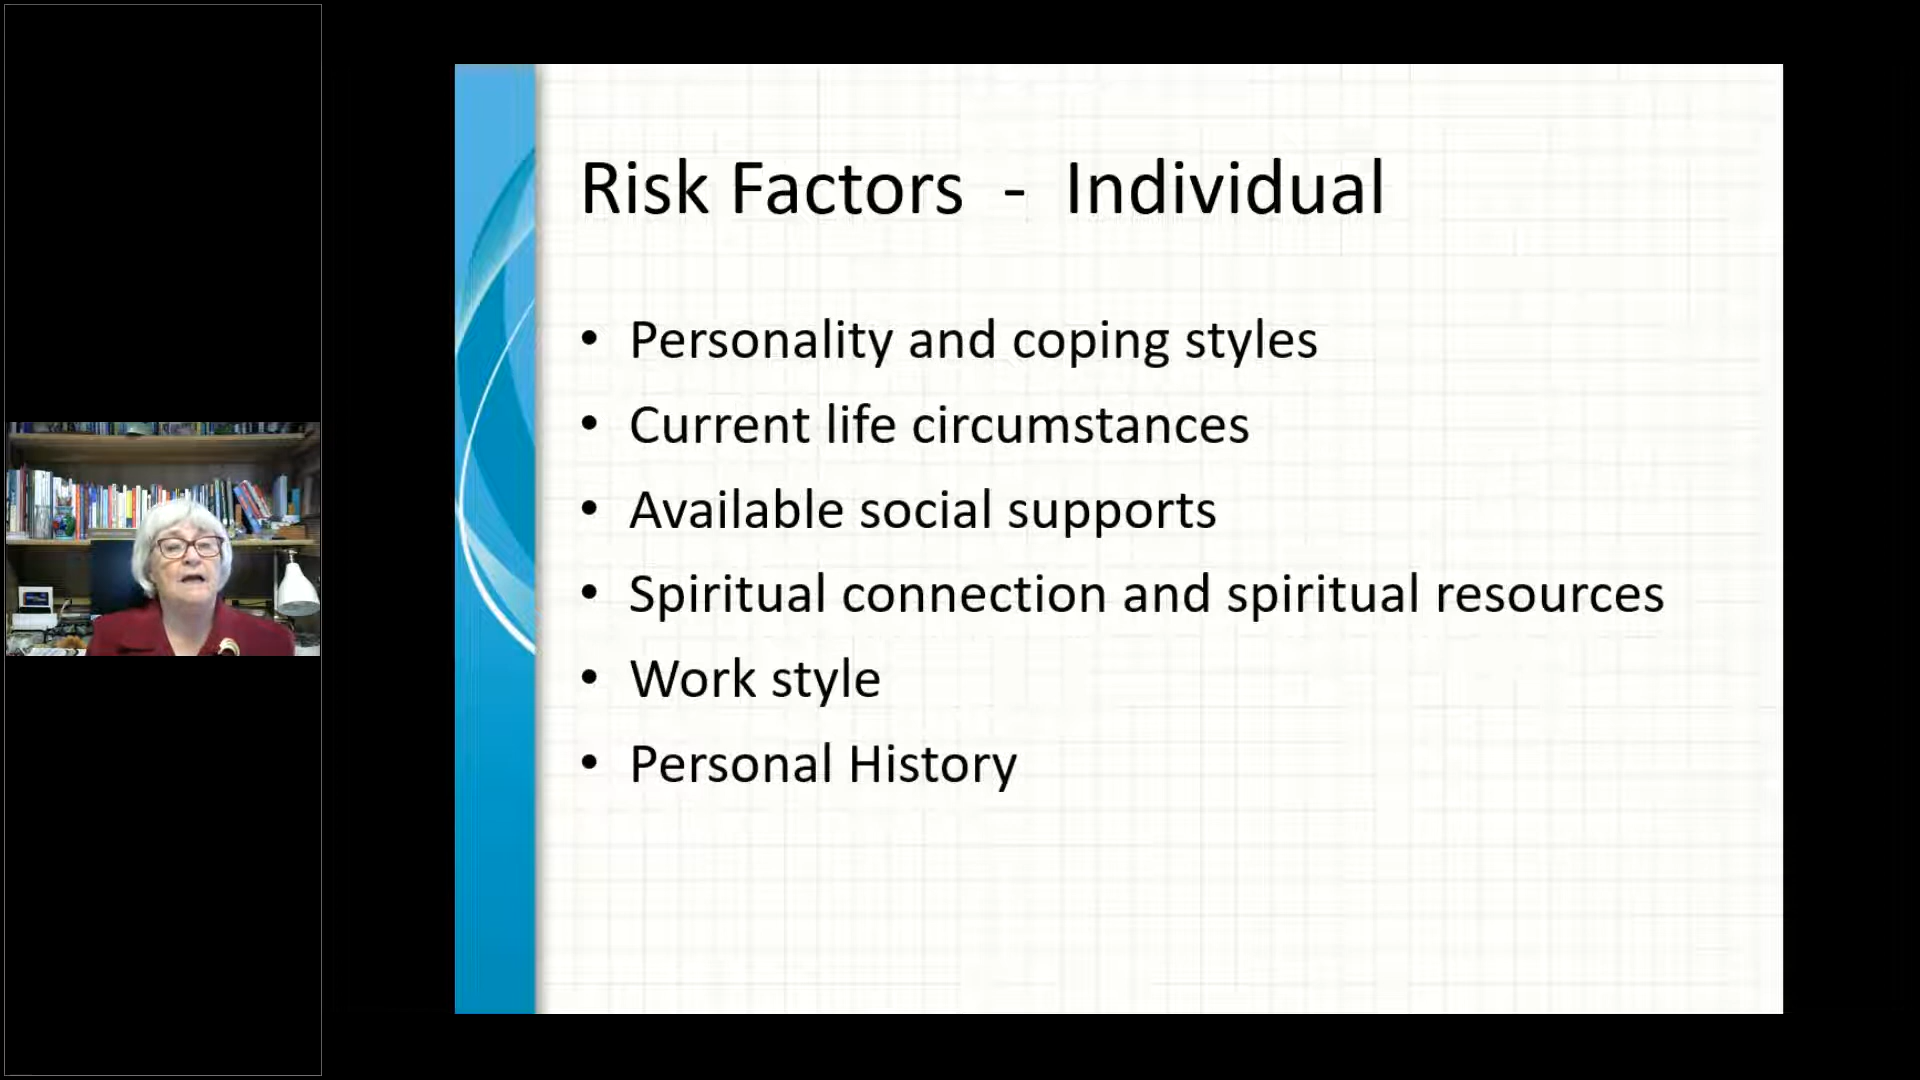 Risk Factors - Individual
• Personality and coping styles
• Current life circumstances
• Available social supports
• Spiritual connection and spiritual resources
• Work style
• Personal History